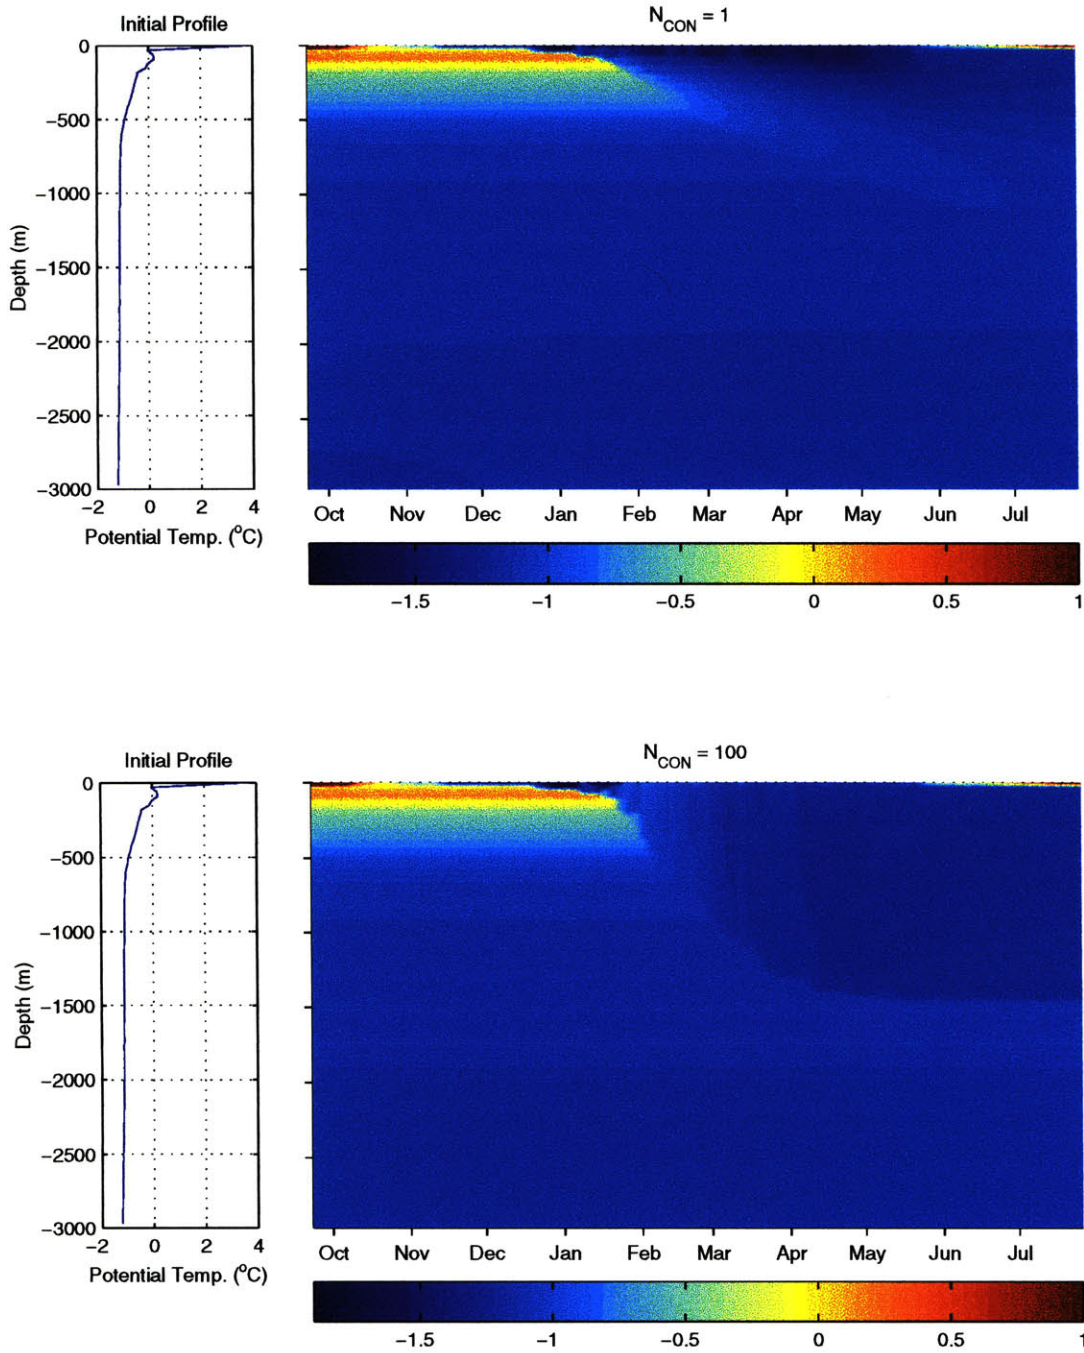 Initial Profile
N_CON = 1
0
−500
−1000
−1500
−2000
−2500
−3000
Depth (m)
−2 0 2 4
Potential Temp. (°C)
Oct Nov Dec Jan Feb Mar Apr May Jun Jul
−1.5 −1 −0.5 0 0.5 1
Initial Profile
N_CON = 100
0
−500
−1000
−1500
−2000
−2500
−3000
Depth (m)
−2 0 2 4
Potential Temp. (°C)
Oct Nov Dec Jan Feb Mar Apr May Jun Jul
−1.5 −1 −0.5 0 0.5 1